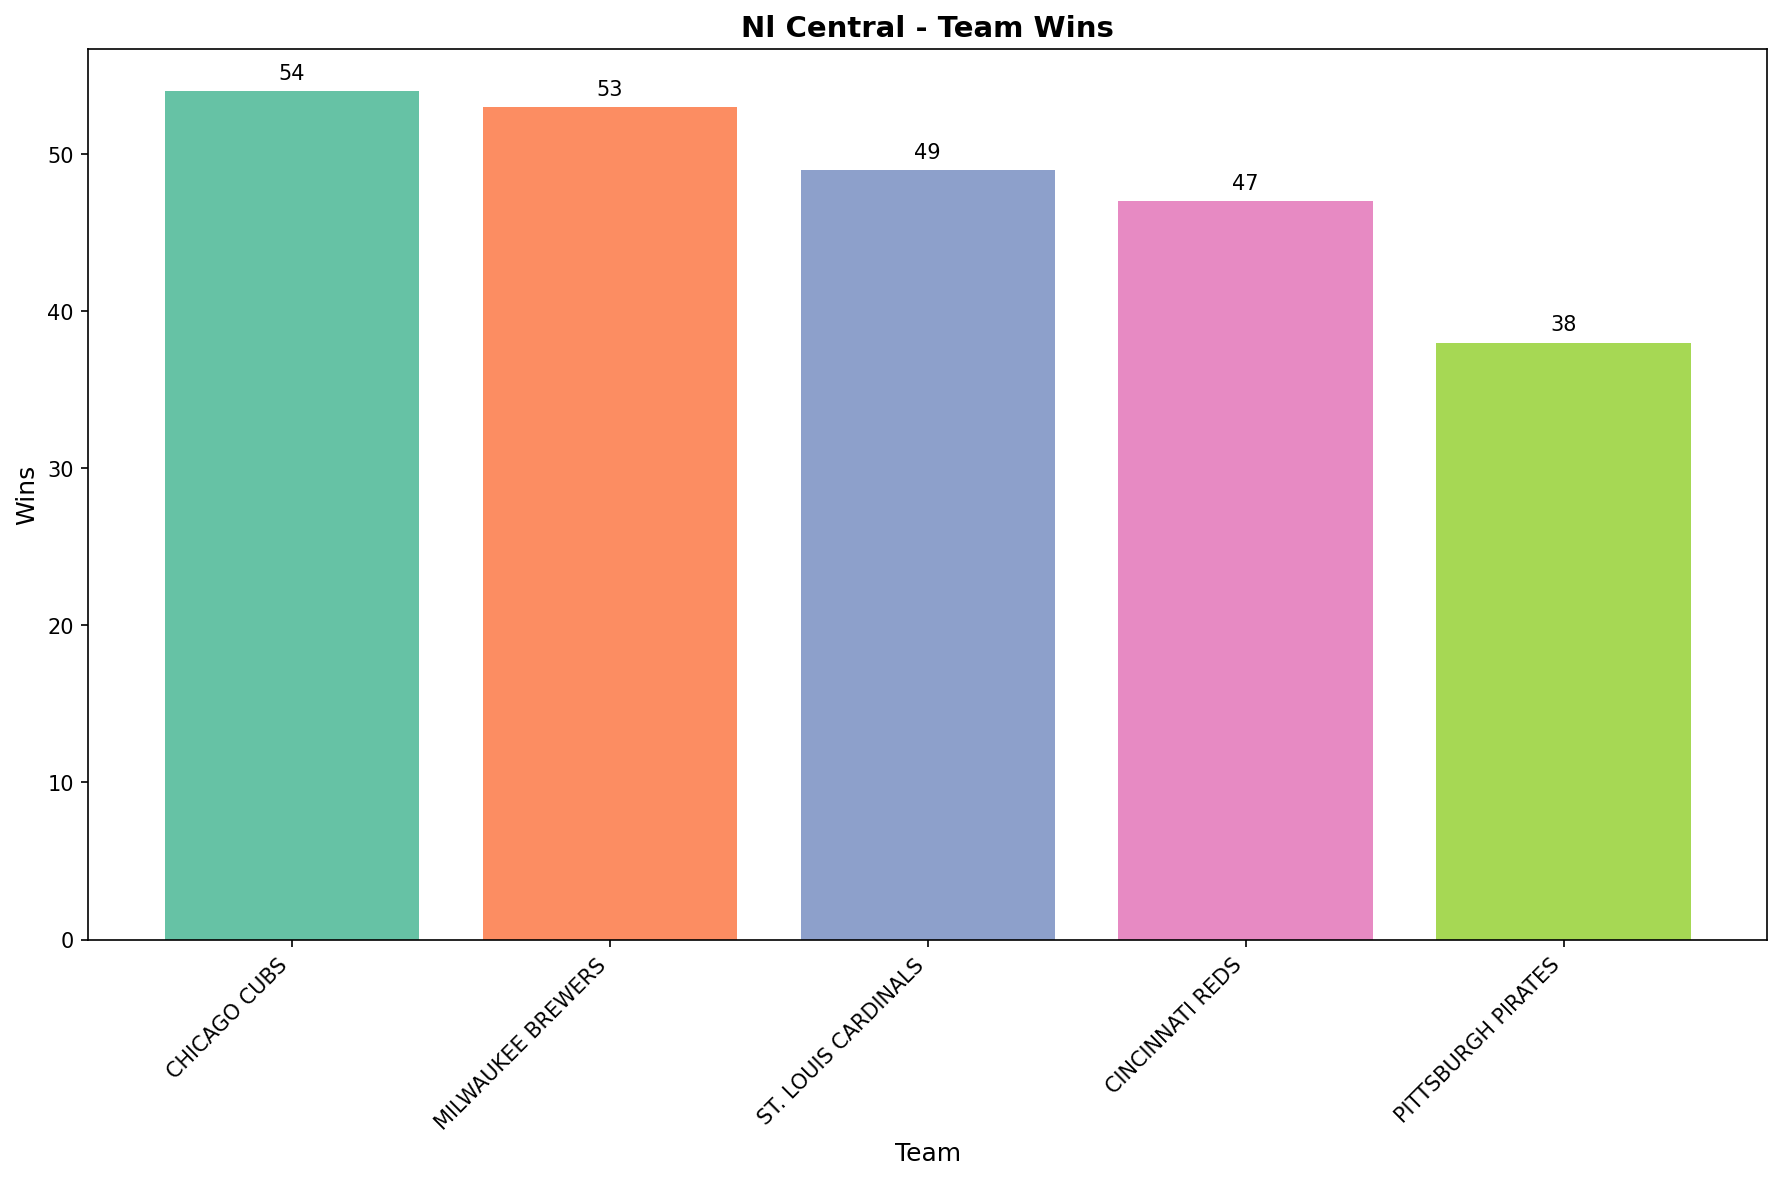 Nl Central - Team Wins
54
53
49
47
38
50
40
30
20
10
0
Wins
CHICAGO CUBS
MILWAUKEE BREWERS
ST. LOUIS CARDINALS
CINCINNATI REDS
PITTSBURGH PIRATES
Team